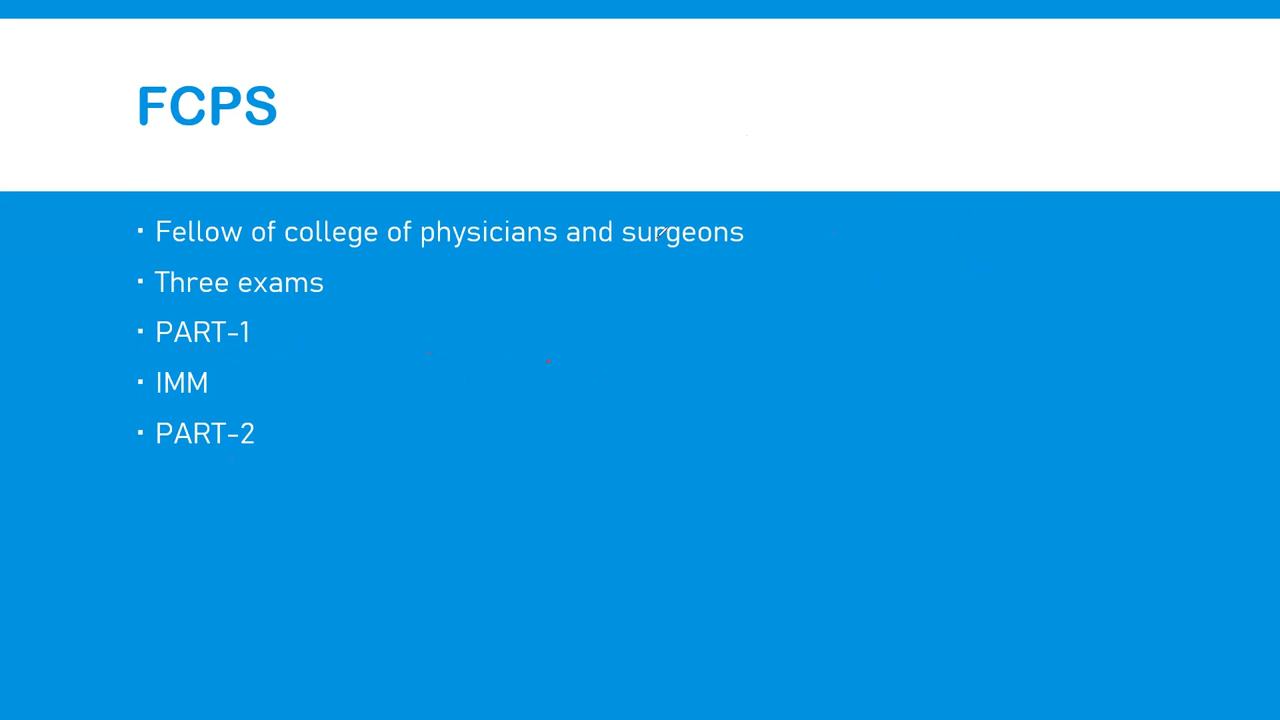 FCPS
▪ Fellow of college of physicians and surgeons
▪ Three exams
▪ PART-1
▪ IMM
▪ PART-2